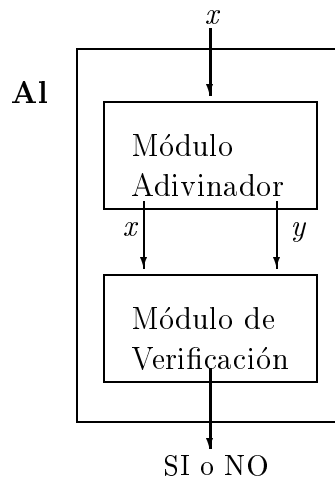 x
Al
Módulo
Adivinador
x y
Módulo de
Verificación
SI o NO